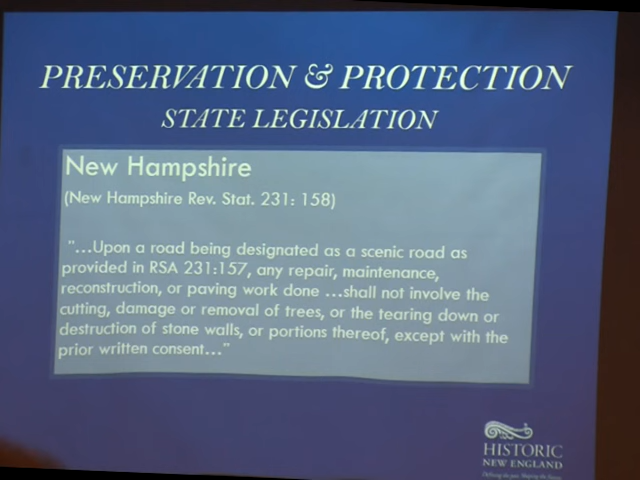 PRESERVATION & PROTECTION
STATE LEGISLATION
New Hampshire
(New Hampshire Rev. Stat. 231: 158)
"...Upon a road being designated as a scenic road as
provided in RSA 231:157, any repair, maintenance,
reconstruction, or paving work done ...shall not involve the
cutting, damage or removal of trees, or the tearing down or
destruction of stone walls, or portions thereof, except with the
prior written consent..."
HISTORIC
NEW ENGLAND